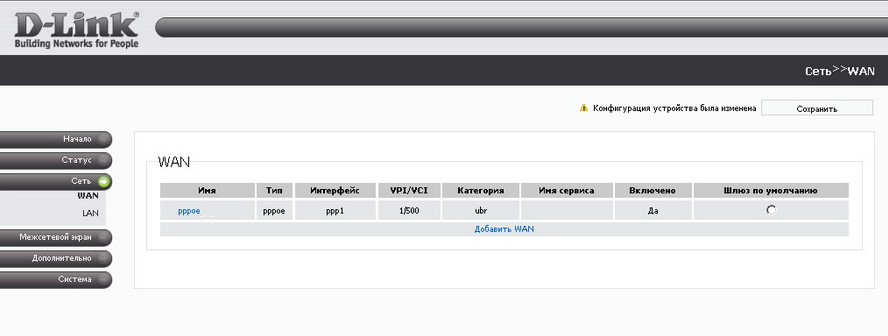 D-Link®
Building Networks for People
Сеть>>WAN
Конфигурация устройства была изменена Сохранить
Начало
Статус
Сеть
WAN
LAN
Межсетевой экран
Дополнительно
Система
WAN
Имя Тип Интерфейс VPI/VCI Категория Имя сервиса Включено Шлюз по умолчанию
pppoe pppoe ppp1 1/500 ubr Да
Добавить WAN